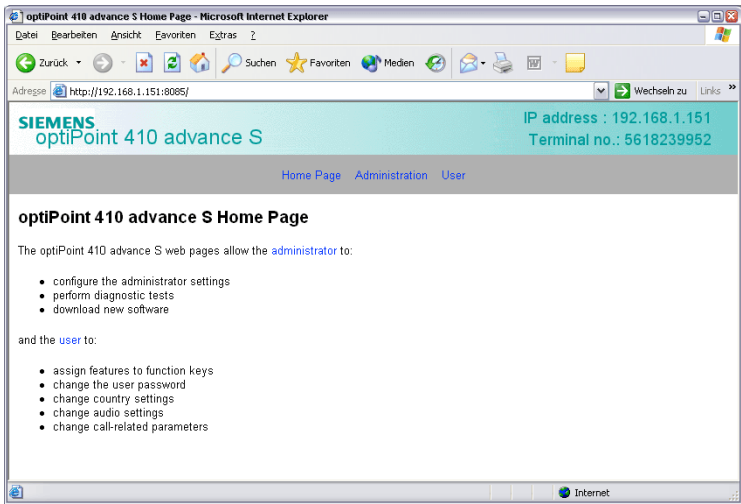 optiPoint 410 advance S Home Page - Microsoft Internet Explorer
Datei Bearbeiten Ansicht Favoriten Extras ?
Zurück Suchen Favoriten Medien
Adresse http://192.168.1.151:8085/ Wechseln zu Links »
SIEMENS
optiPoint 410 advance S
IP address : 192.168.1.151
Terminal no.: 5618239952
Home Page Administration User
optiPoint 410 advance S Home Page
The optiPoint 410 advance S web pages allow the administrator to:
• configure the administrator settings
• perform diagnostic tests
• download new software
and the user to:
• assign features to function keys
• change the user password
• change country settings
• change audio settings
• change call-related parameters
Internet